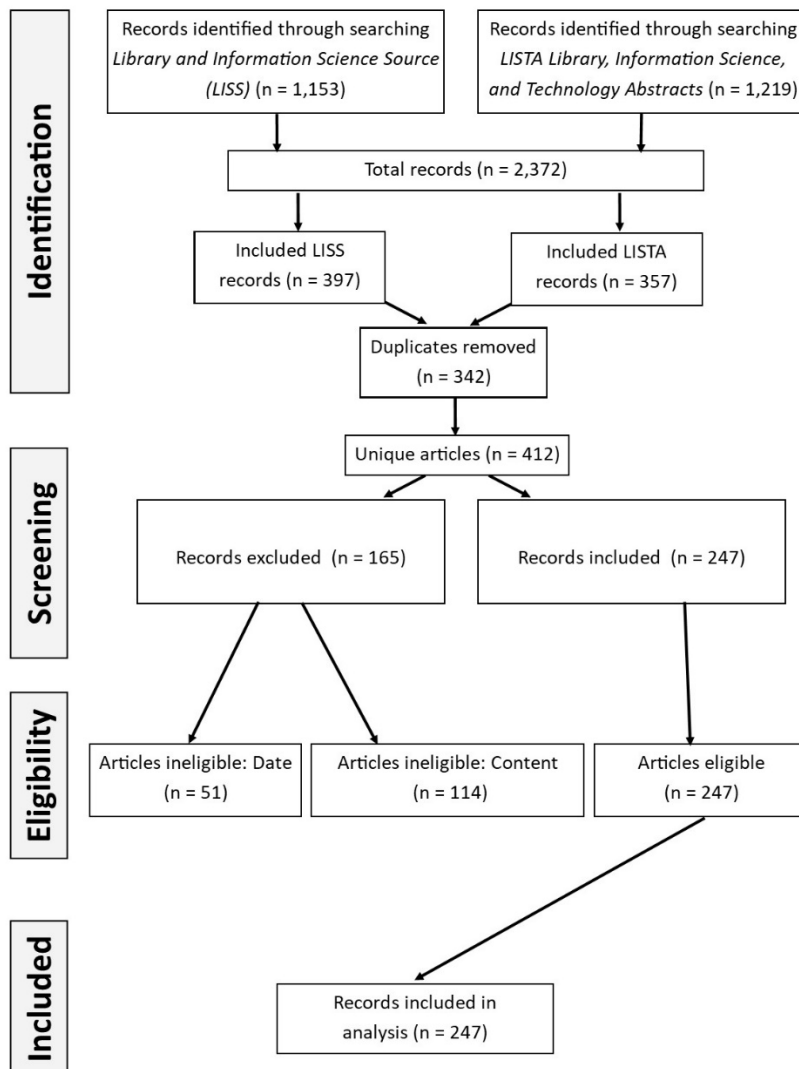 Identification
Records identified through searching
Library and Information Science Source
(LISS) (n = 1,153)
Records identified through searching
LISTA Library, Information Science,
and Technology Abstracts (n = 1,219)
Total records (n = 2,372)
Included LISS
records (n = 397)
Included LISTA
records (n = 357)
Duplicates removed
(n = 342)
Screening
Unique articles (n = 412)
Records excluded (n = 165)
Records included (n = 247)
Eligibility
Articles ineligible: Date
(n = 51)
Articles ineligible: Content
(n = 114)
Articles eligible
(n = 247)
Included
Records included in
analysis (n = 247)